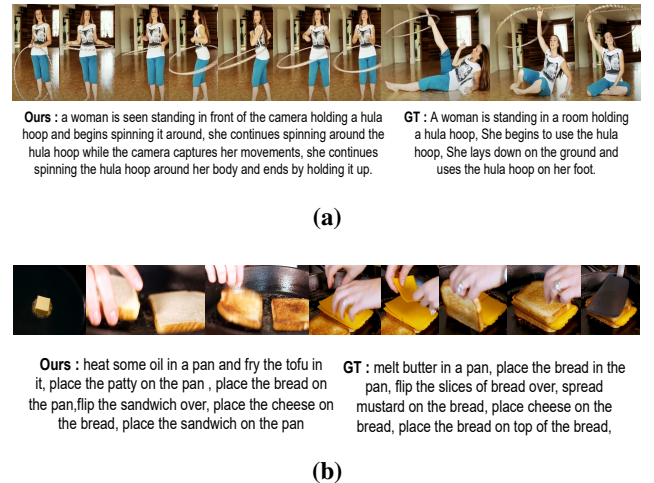 Ours : a woman is seen standing in front of the camera holding a hula
hoop and begins spinning it around, she continues spinning around the
hula hoop while the camera captures her movements, she continues
spinning the hula hoop around her body and ends by holding it up.
GT : A woman is standing in a room holding
a hula hoop, She begins to use the hula
hoop, She lays down on the ground and
uses the hula hoop on her foot.
(a)
Ours : heat some oil in a pan and fry the tofu in
it, place the patty on the pan , place the bread on
the pan,flip the sandwich over, place the cheese on
the bread, place the sandwich on the pan
GT : melt butter in a pan, place the bread in the
pan, flip the slices of bread over, spread
mustard on the bread, place cheese on the
bread, place the bread on top of the bread,
(b)